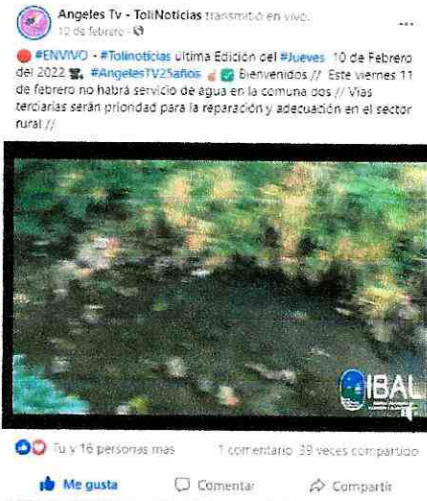 Angeles Tv - ToliNoticias transmitió en vivo.
10 de febrero ·
#ENVIVO - #Tolinoticias Última Edición del #Jueves 10 de Febrero
del 2022 #AngelesTV25años Bienvenidos // Este viernes 11
de febrero no habrá servicio de agua en la comuna dos // Vías
terciarias serán prioridad para la reparación y adecuación en el sector
rural //
IBAL
Tú y 16 personas más
1 comentario 39 veces compartido
Me gusta
Comentar
Compartir